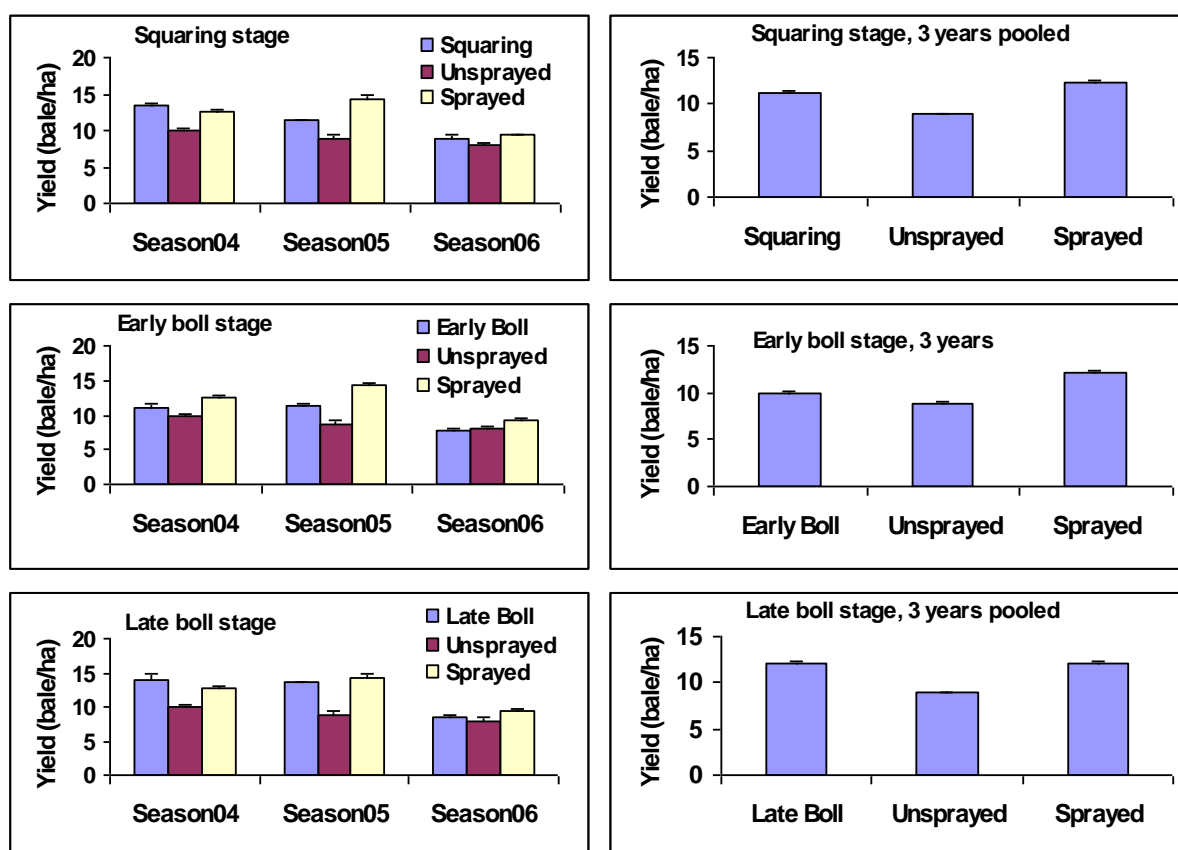 Squaring stage
Squaring
Unsprayed
Sprayed
Yield (bale/ha)
20
15
10
5
0
Season04 Season05 Season06
Squaring stage, 3 years pooled
Yield (bale/ha)
15
10
5
0
Squaring Unsprayed Sprayed
Early boll stage
Early Boll
Unsprayed
Sprayed
Yield (bale/ha)
20
15
10
5
0
Season04 Season05 Season06
Early boll stage, 3 years
Yield (bale/ha)
15
10
5
0
Early Boll Unsprayed Sprayed
Late boll stage
Late Boll
Unsprayed
Sprayed
Yield (bale/ha)
20
15
10
5
0
Season04 Season05 Season06
Late boll stage, 3 years pooled
Yield (bale/ha)
15
10
5
0
Late Boll Unsprayed Sprayed